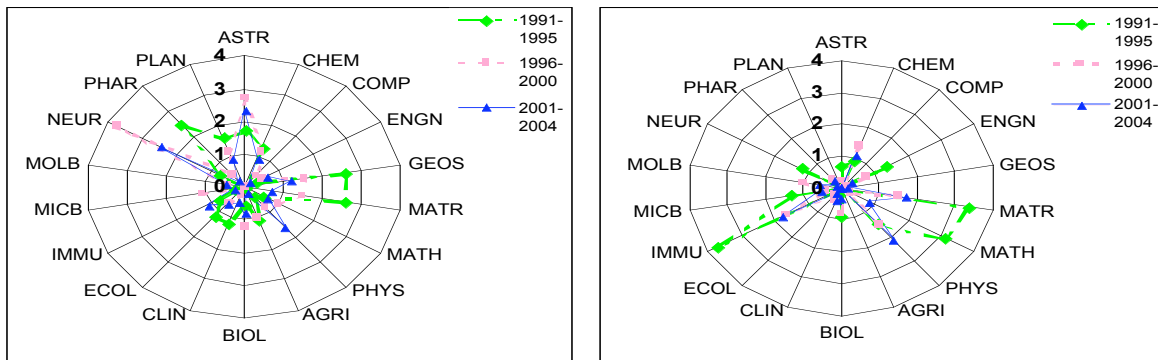 1991-
1995
1996-
2000
2001-
2004
4
3
2
1
0
ASTR
CHEM
COMP
ENGN
GEOS
MATR
MATH
PHYS
AGRI
BIOL
CLIN
ECOL
IMMU
MICB
MOLB
NEUR
PHAR
PLAN
1991-
1995
1996-
2000
2001-
2004
4
3
2
1
0
ASTR
CHEM
COMP
ENGN
GEOS
MATR
MATH
PHYS
AGRI
BIOL
CLIN
ECOL
IMMU
MICB
MOLB
NEUR
PHAR
PLAN